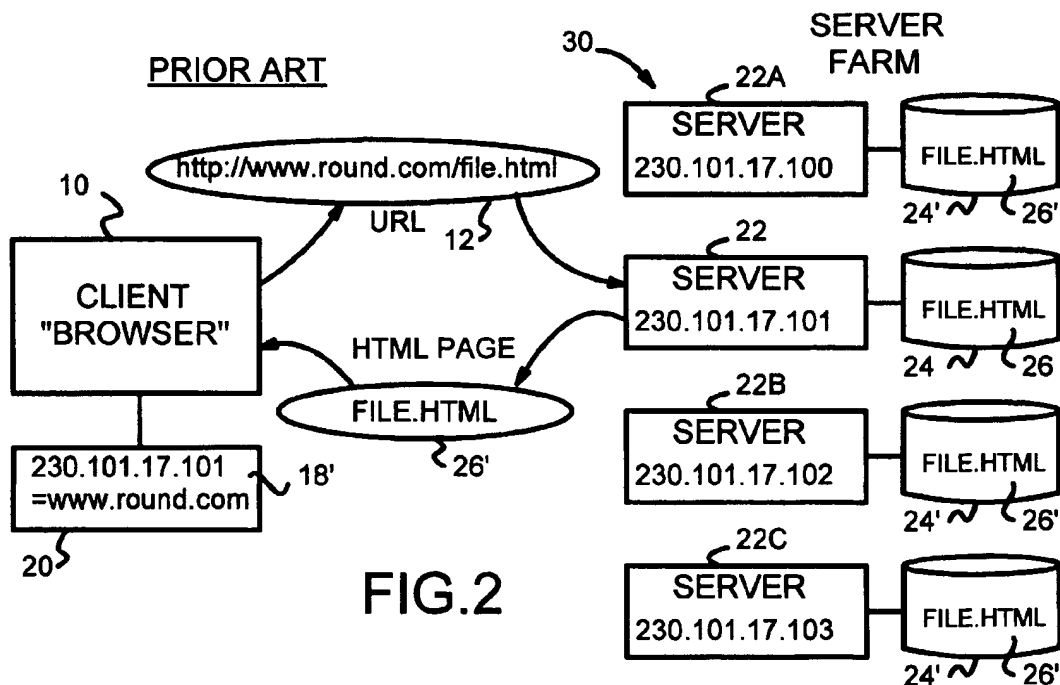 PRIOR ART
30
SERVER
FARM
22A
SERVER
230.101.17.100
FILE.HTML
24'
26'
http://www.round.com/file.html
URL
12
10
CLIENT
"BROWSER"
22
SERVER
230.101.17.101
FILE.HTML
24
26
HTML PAGE
FILE.HTML
26'
230.101.17.101
=www.round.com
18'
20
22B
SERVER
230.101.17.102
FILE.HTML
24'
26'
22C
SERVER
230.101.17.103
FILE.HTML
24'
26'
FIG.2